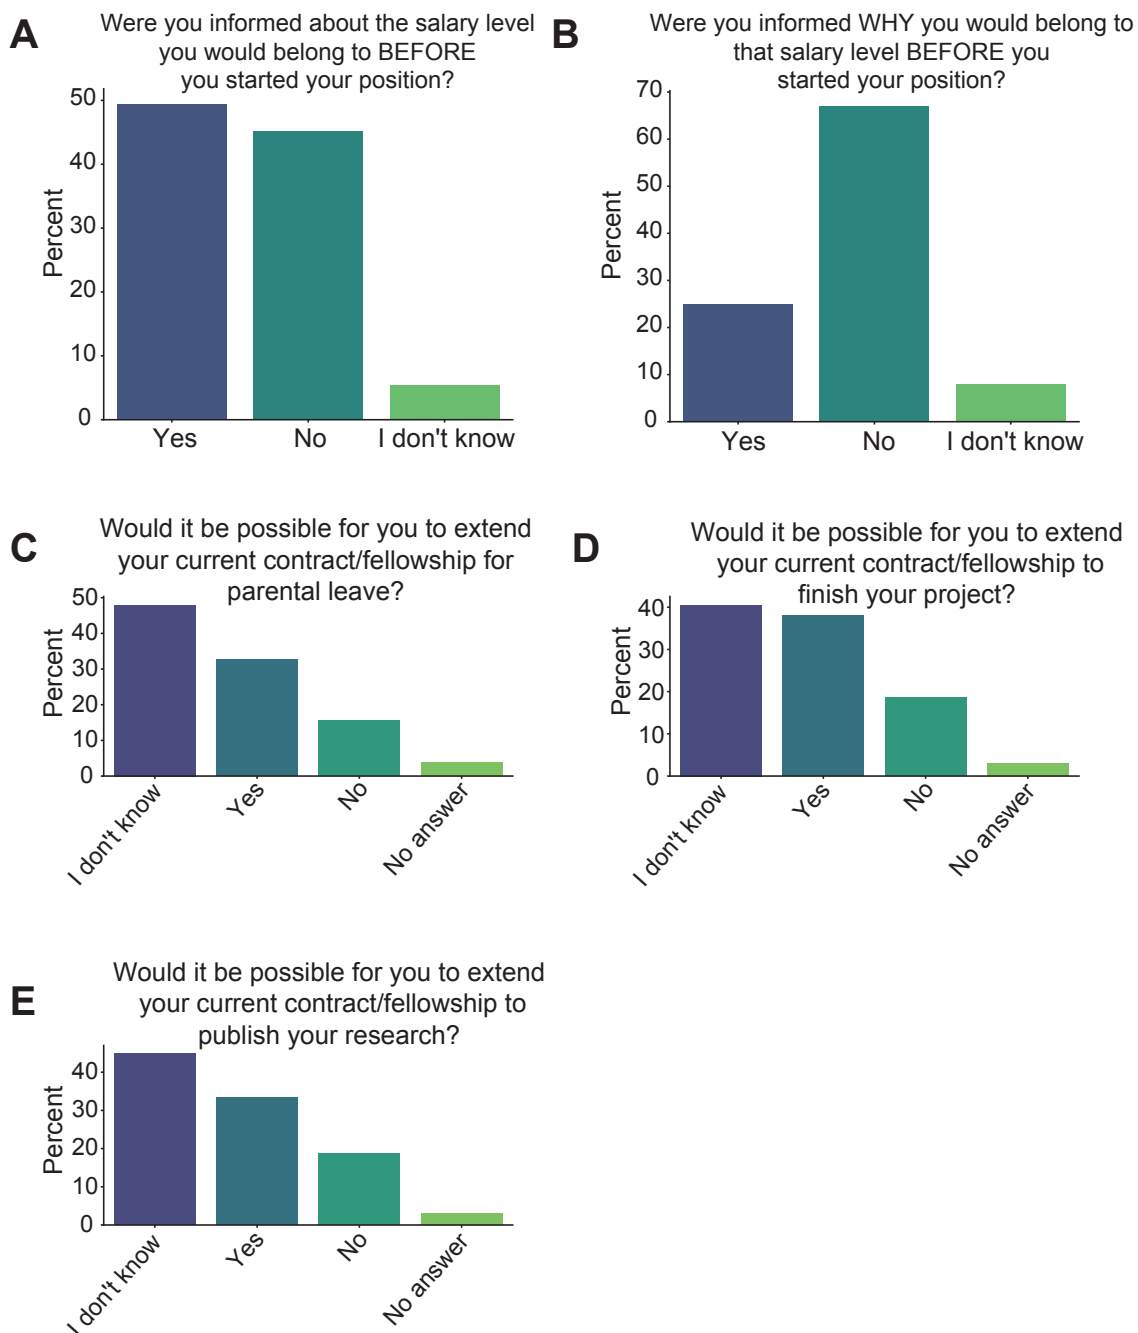 A
Were you informed about the salary level
you would belong to BEFORE
you started your position?
Percent
50
40
30
20
10
0
Yes
No
I don't know
B
Were you informed WHY you would belong to
that salary level BEFORE you
started your position?
Percent
70
60
50
40
30
20
10
0
Yes
No
I don't know
C
Would it be possible for you to extend
your current contract/fellowship for
parental leave?
Percent
50
40
30
20
10
0
I don't know
Yes
No
No answer
D
Would it be possible for you to extend
your current contract/fellowship to
finish your project?
Percent
40
30
20
10
0
I don't know
Yes
No
No answer
E
Would it be possible for you to extend
your current contract/fellowship to
publish your research?
Percent
40
30
20
10
0
I don't know
Yes
No
No answer